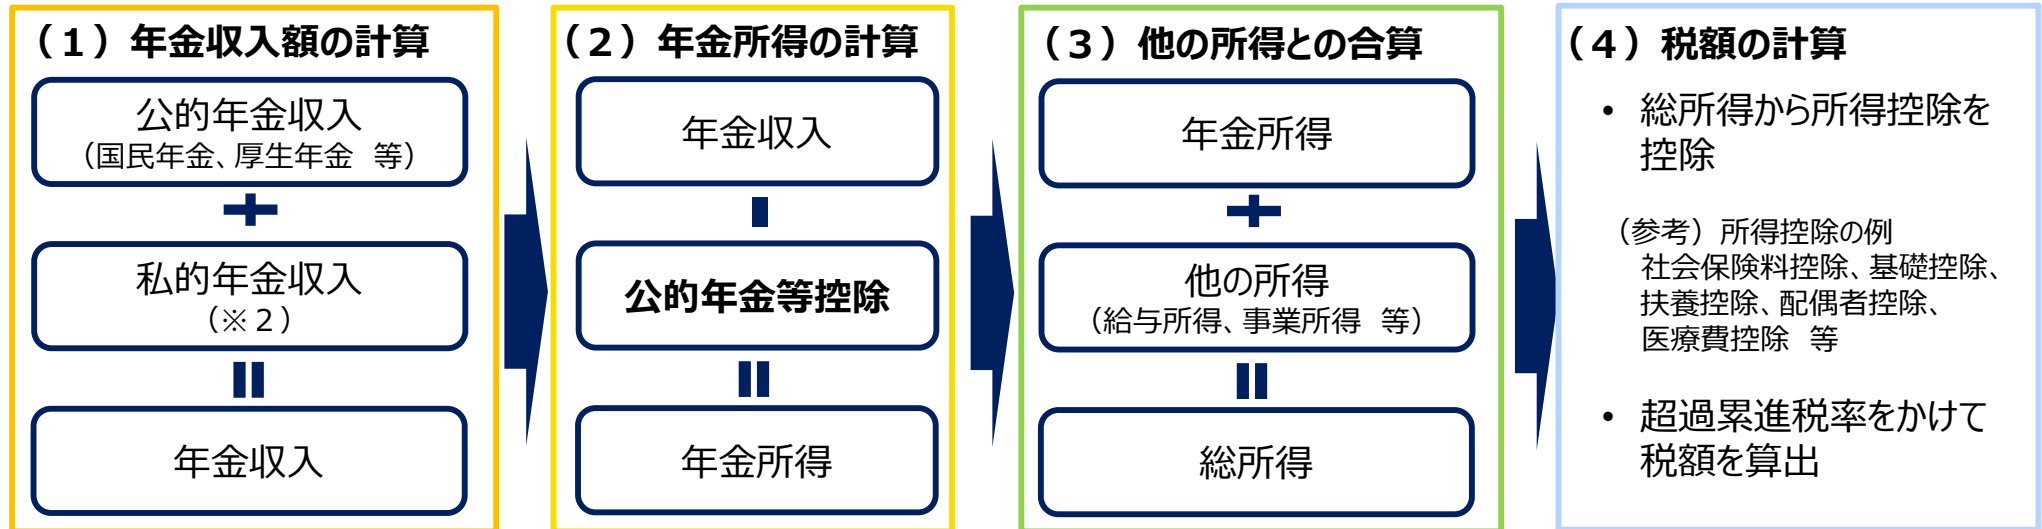 （１）年金収入額の計算
公的年金収入
（国民年金、厚生年金　等）
＋
私的年金収入
（※２）
年金収入
（２）年金所得の計算
年金収入
公的年金等控除
年金所得
（３）他の所得との合算
年金所得
＋
他の所得
（給与所得、事業所得　等）
総所得
（４）税額の計算
• 総所得から所得控除を
控除
（参考）所得控除の例
社会保険料控除、基礎控除、
扶養控除、配偶者控除、
医療費控除　等
• 超過累進税率をかけて
税額を算出